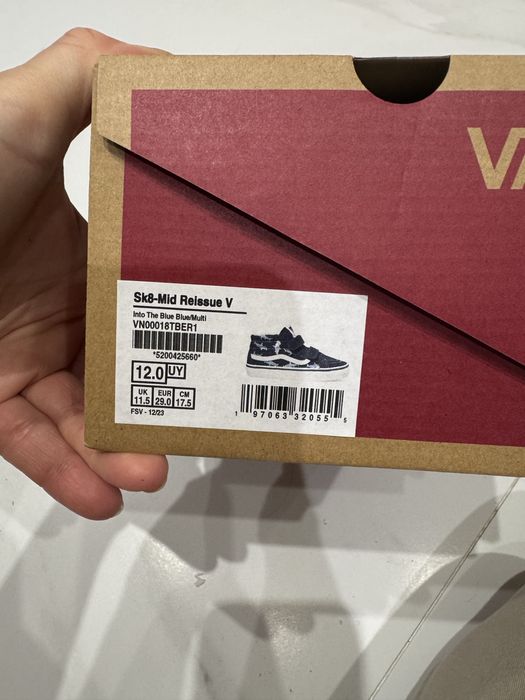 VA
Sk8-Mid Reissue V
Into The Blue Blue/Multi
VN00018TBER1
*5200425660*
12.0 UY
UK EUR CM
11.5 29.0 17.5
FSV - 12/23
1 97063 32055 5